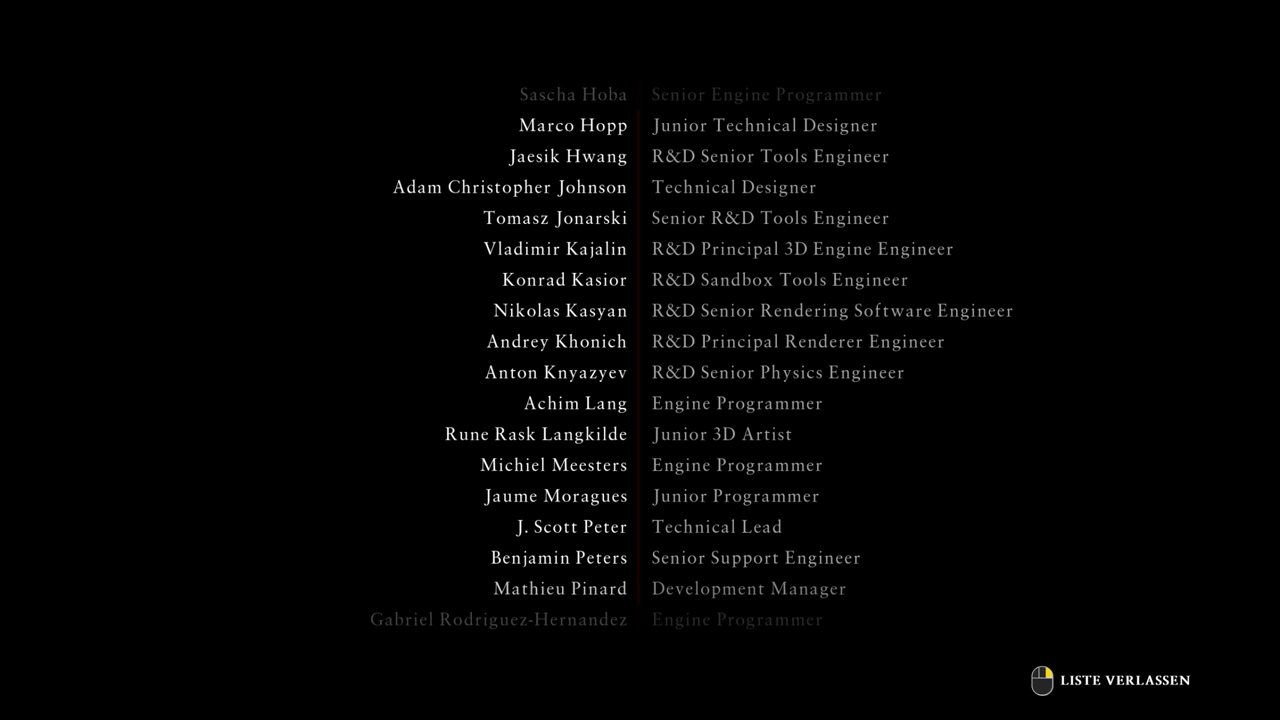 Sascha Hoba Senior Engine Programmer
Marco Hopp Junior Technical Designer
Jaesik Hwang R&D Senior Tools Engineer
Adam Christopher Johnson Technical Designer
Tomasz Jonarski Senior R&D Tools Engineer
Vladimir Kajalin R&D Principal 3D Engine Engineer
Konrad Kasior R&D Sandbox Tools Engineer
Nikolas Kasyan R&D Senior Rendering Software Engineer
Andrey Khonich R&D Principal Renderer Engineer
Anton Knyazyev R&D Senior Physics Engineer
Achim Lang Engine Programmer
Rune Rask Langkilde Junior 3D Artist
Michiel Meesters Engine Programmer
Jaume Moragues Junior Programmer
J. Scott Peter Technical Lead
Benjamin Peters Senior Support Engineer
Mathieu Pinard Development Manager
Gabriel Rodriguez-Hernandez Engine Programmer
LISTE VERLASSEN